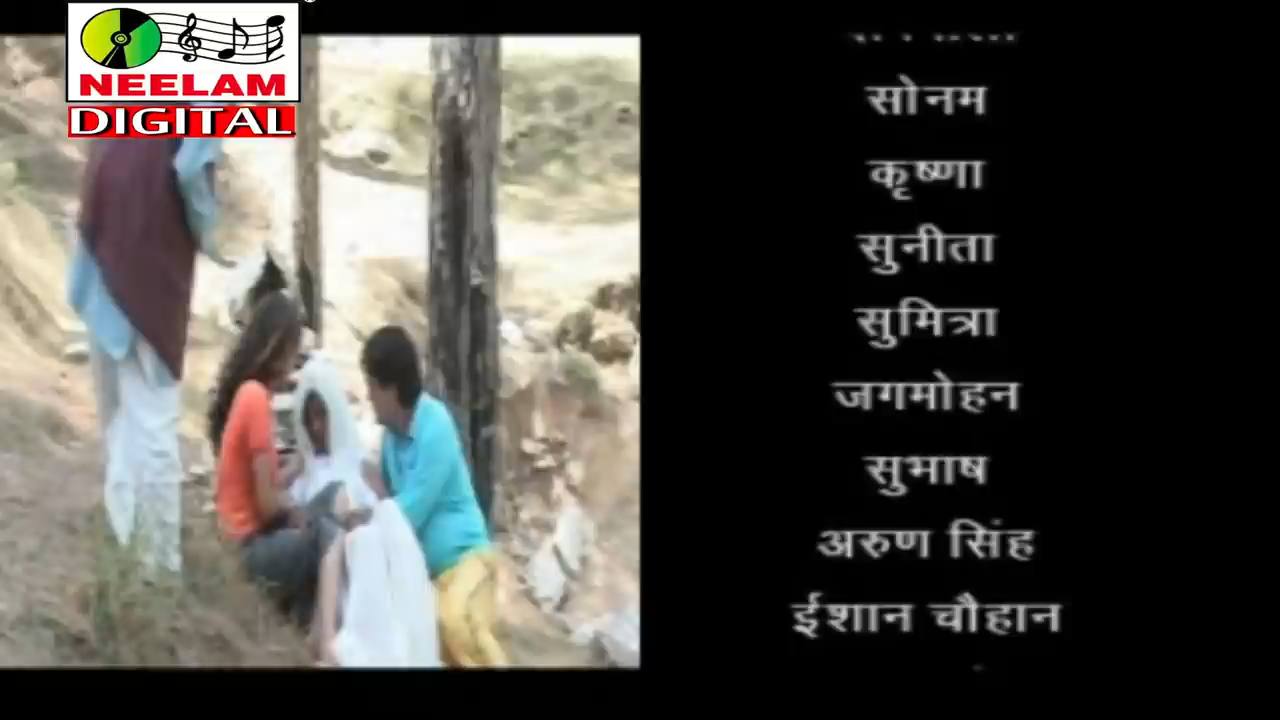 NEELAM
DIGITAL
सोनम
कृष्णा
सुनीता
सुमित्रा
जगमोहन
सुभाष
अरुण सिंह
ईशान चौहान